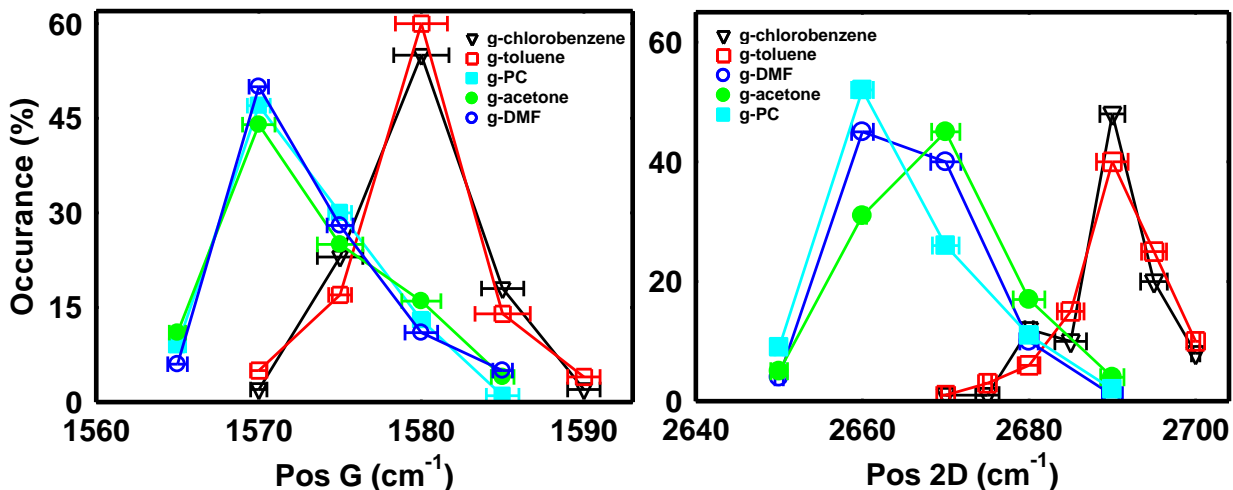 Occurance (%)
60
45
30
15
0
1560
1570
1580
1590
Pos G (cm⁻¹)
g-chlorobenzene
g-toluene
g-PC
g-acetone
g-DMF
60
40
20
0
2640
2660
2680
2700
Pos 2D (cm⁻¹)
g-chlorobenzene
g-toluene
g-DMF
g-acetone
g-PC